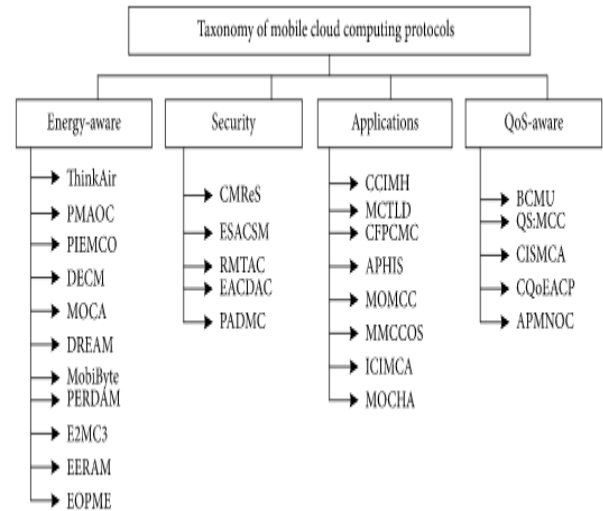 Taxonomy of mobile cloud computing protocols
Energy-aware
ThinkAir
PMAOC
PIEMCO
DECM
MOCA
DREAM
MobiByte
PERDAM
E2MC3
EERAM
EOPME
Security
CMReS
ESACSM
RMTAC
EACDAC
PADMC
Applications
CCIMH
MCTLD
CFPCMC
APHIS
MOMCC
MMCCOS
ICIMCA
MOCHA
QoS-aware
BCMU
QS:MCC
CISMCA
CQoEACP
APMNOC